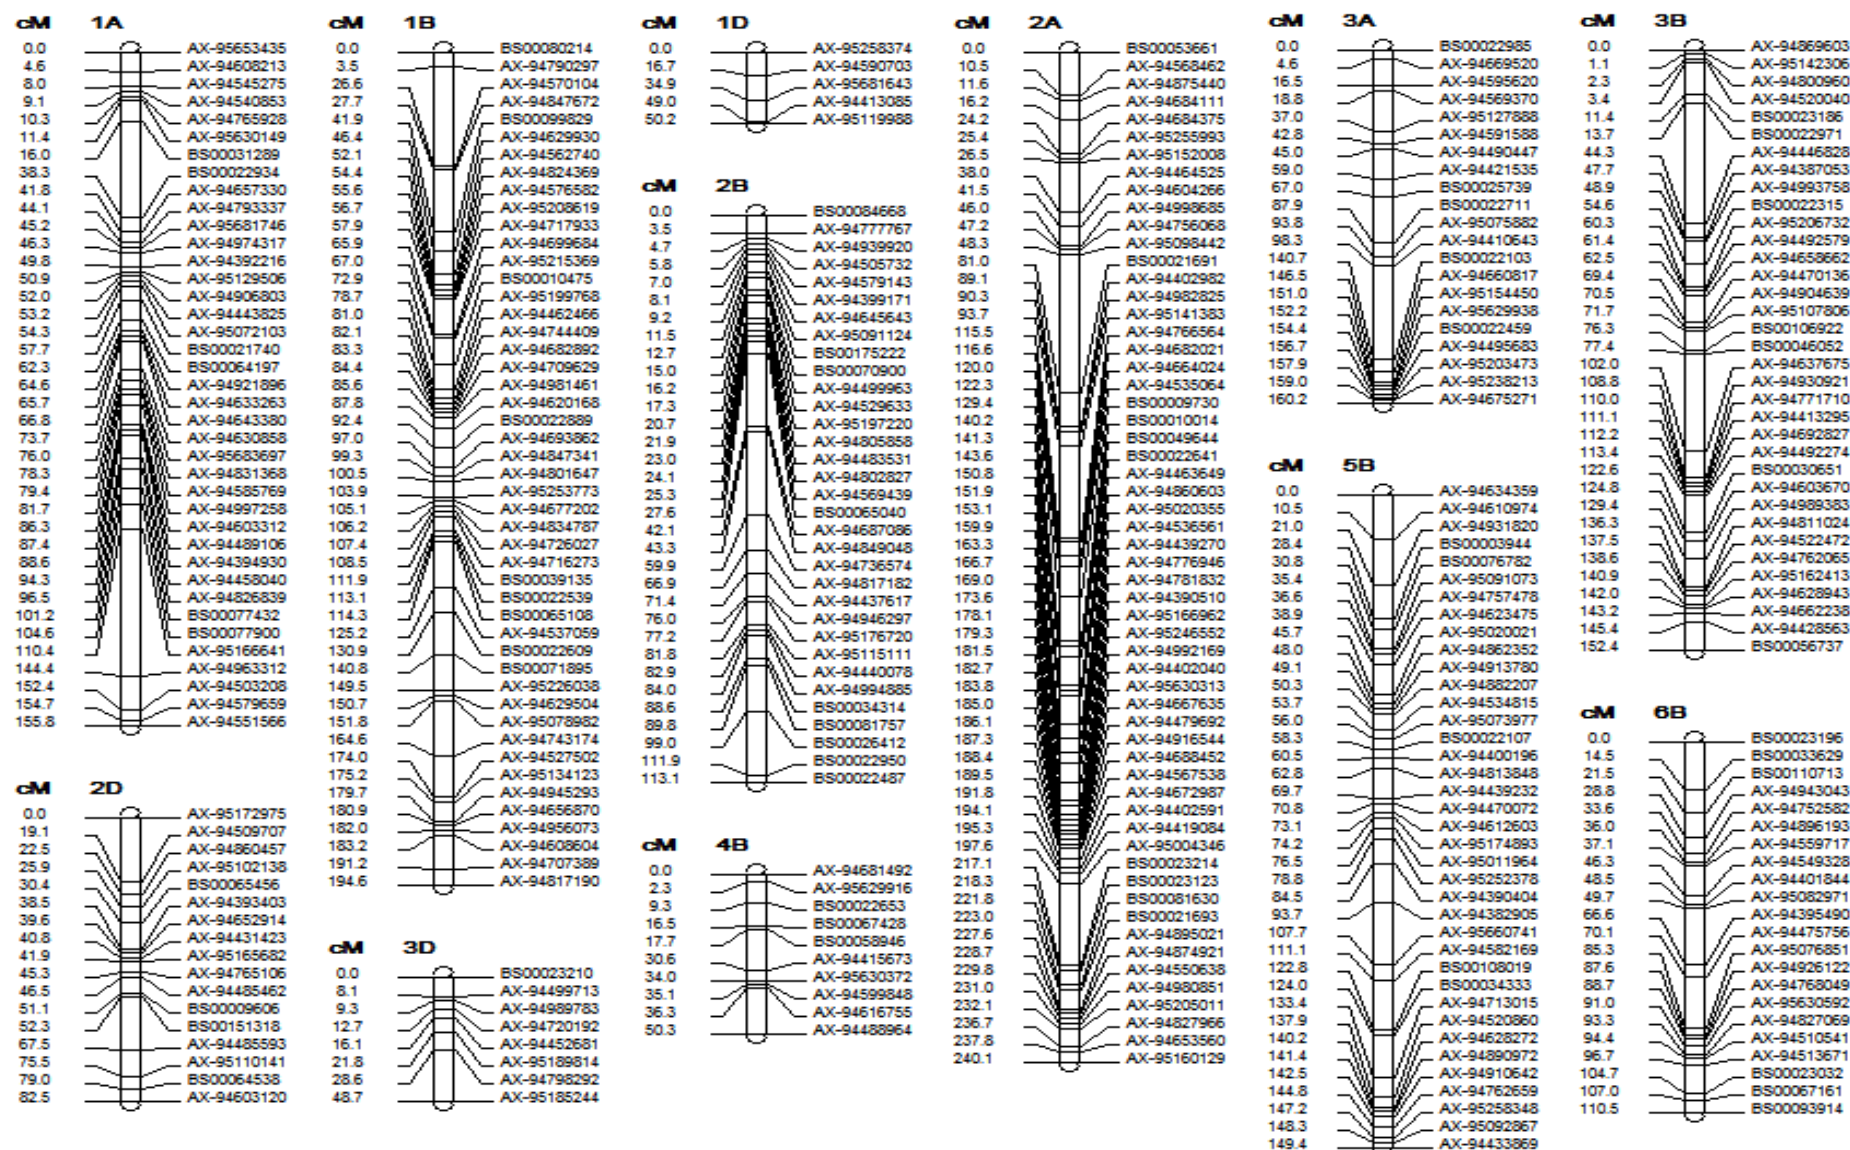 cM 1A
0.0 AX-95653435
4.6 AX-94608213
8.0 AX-94545275
9.1 AX-94540853
10.3 AX-94765928
11.4 AX-95630149
16.0 BS00031289
38.3 BS00022934
41.8 AX-94657330
44.1 AX-94793337
45.2 AX-95681746
46.3 AX-94974317
49.8 AX-94392216
50.9 AX-95129506
52.0 AX-94906803
53.2 AX-94443825
54.3 AX-95072103
57.7 BS00021740
62.3 BS00064197
64.6 AX-94921896
65.7 AX-94633263
66.8 AX-94643380
73.7 AX-94630858
76.0 AX-95683697
78.3 AX-94831368
79.4 AX-94585769
81.7 AX-94997258
86.3 AX-94603312
87.4 AX-94489106
88.6 AX-94394930
94.3 AX-94458040
96.5 AX-94826839
101.2 BS00077432
104.6 BS00077900
110.4 AX-95166641
144.4 AX-94963312
152.4 AX-94503208
154.7 AX-94579659
155.8 AX-94551566
cM 2D
0.0 AX-95172975
19.1 AX-94509707
22.5 AX-94860457
25.9 AX-95102138
30.4 BS00065456
38.5 AX-94393403
39.6 AX-94652914
40.8 AX-94431423
41.9 AX-95165682
45.3 AX-94765106
46.5 AX-94485462
51.1 BS00009606
52.3 BS00151318
67.5 AX-94485593
75.5 AX-95110141
79.0 BS00064538
82.5 AX-94603120
cM 1B
0.0 BS00080214
3.5 AX-94790297
26.6 AX-94570104
27.7 AX-94847672
41.9 BS00099829
46.4 AX-94629930
52.1 AX-94562740
54.4 AX-94824369
55.6 AX-94576582
56.7 AX-95208619
57.9 AX-94717933
65.9 AX-94699684
67.0 AX-95215369
72.9 BS00010475
78.7 AX-95199768
81.0 AX-94462466
82.1 AX-94744409
83.3 AX-94682892
84.4 AX-94709629
85.6 AX-94981461
87.8 AX-94620168
92.4 BS00022889
97.0 AX-94693862
99.3 AX-94847341
100.5 AX-94801647
103.9 AX-95253773
105.1 AX-94677202
106.2 AX-94834787
107.4 AX-94726027
108.5 AX-94716273
111.9 BS00039135
113.1 BS00022539
114.3 BS00065108
125.2 AX-94537059
130.9 BS00022609
140.8 BS00071895
149.5 AX-95226038
150.7 AX-94629504
151.8 AX-95078982
164.6 AX-94743174
174.0 AX-94527502
175.2 AX-95134123
179.7 AX-94945293
180.9 AX-94656870
182.0 AX-94956073
183.2 AX-94608604
191.2 AX-94707389
194.6 AX-94817190
cM 3D
0.0 BS00023210
8.1 AX-94499713
9.3 AX-94989783
12.7 AX-94720192
16.1 AX-94452681
21.8 AX-95189814
28.6 AX-94798292
48.7 AX-95185244
cM 1D
0.0 AX-95258374
16.7 AX-94590703
34.9 AX-95681643
49.0 AX-94413085
50.2 AX-95119988
cM 2B
0.0 BS00084668
3.5 AX-94777767
4.7 AX-94939920
5.8 AX-94505732
7.0 AX-94579143
8.1 AX-94399171
9.2 AX-94645643
11.5 AX-95091124
12.7 BS00175222
15.0 BS00070900
16.2 AX-94499963
17.3 AX-94529633
20.7 AX-95197220
21.9 AX-94805858
23.0 AX-94483531
24.1 AX-94802827
25.3 AX-94569439
27.6 BS00065040
42.1 AX-94687086
43.3 AX-94849048
59.9 AX-94736574
66.9 AX-94817182
71.4 AX-94437617
76.0 AX-94946297
77.2 AX-95176720
81.8 AX-95115111
82.9 AX-94440078
84.0 AX-94994885
88.6 BS00034314
89.8 BS00081757
99.0 BS00026412
111.9 BS00022950
113.1 BS00022487
cM 4B
0.0 AX-94681492
2.3 AX-95629916
9.3 BS00022653
16.5 BS00067428
17.7 BS00058946
30.6 AX-94415673
34.0 AX-95630372
35.1 AX-94599848
36.3 AX-94616755
50.3 AX-94488964
cM 2A
0.0 BS00053661
10.5 AX-94568462
11.6 AX-94875440
16.2 AX-94684111
24.2 AX-94684375
25.4 AX-95255993
26.5 AX-95152008
38.0 AX-94464525
41.5 AX-94604266
46.0 AX-94998685
47.2 AX-94756068
48.3 AX-95098442
81.0 BS00021691
89.1 AX-94402982
90.3 AX-94982825
93.7 AX-95141383
115.5 AX-94766564
116.6 AX-94682021
120.0 AX-94664024
122.3 AX-94535064
129.4 BS00009730
140.2 BS00010014
141.3 BS00049644
143.6 BS00022641
150.8 AX-94463649
151.9 AX-94860603
153.1 AX-95020355
159.9 AX-94536561
163.3 AX-94439270
166.7 AX-94776946
169.0 AX-94781832
173.6 AX-94390510
178.1 AX-95166962
179.3 AX-95246552
181.5 AX-94992169
182.7 AX-94402040
183.8 AX-95630313
185.0 AX-94667635
186.1 AX-94479692
187.3 AX-94916544
188.4 AX-94688452
189.5 AX-94567538
191.8 AX-94672987
194.1 AX-94402591
195.3 AX-94419084
197.6 AX-95004346
217.1 BS00023214
218.3 BS00023123
221.8 BS00081630
223.0 BS00021693
227.6 AX-94895021
228.7 AX-94874921
229.8 AX-94550638
231.0 AX-94980851
232.1 AX-95205011
236.7 AX-94827966
237.8 AX-94653560
240.1 AX-95160129
cM 3A
0.0 BS00022985
4.6 AX-94669520
16.5 AX-94595620
18.8 AX-94569370
37.0 AX-95127888
42.8 AX-94591588
45.0 AX-94490447
59.0 AX-94421535
67.0 BS00025739
87.9 BS00022711
93.8 AX-95075882
98.3 AX-94410643
140.7 BS00022103
146.5 AX-94660817
151.0 AX-95154450
152.2 AX-95629938
154.4 BS00022459
156.7 AX-94495683
157.9 AX-95203473
159.0 AX-95238213
160.2 AX-94675271
cM 5B
0.0 AX-94634359
10.5 AX-94610974
21.0 AX-94931820
28.4 BS00003944
30.8 BS00076782
35.4 AX-95091073
36.6 AX-94757478
38.9 AX-94623475
45.7 AX-95020021
48.0 AX-94862352
49.1 AX-94913780
50.3 AX-94882207
53.7 AX-94534815
56.0 AX-95073977
58.3 BS00022107
60.5 AX-94400196
62.8 AX-94813848
69.7 AX-94439232
70.8 AX-94470072
73.1 AX-94612603
74.2 AX-95174893
76.5 AX-95011964
78.8 AX-95252378
84.5 AX-94390404
93.7 AX-94382905
107.7 AX-95660741
111.1 AX-94582169
122.8 BS00108019
124.0 BS00034333
133.4 AX-94713015
137.9 AX-94520860
140.2 AX-94628272
141.4 AX-94890972
142.5 AX-94910642
144.8 AX-94762659
147.2 AX-95258348
148.3 AX-95092867
149.4 AX-94433869
cM 3B
0.0 AX-94869603
1.1 AX-95142306
2.3 AX-94800960
3.4 AX-94520040
11.4 BS00023186
13.7 BS00022971
44.3 AX-94446828
47.7 AX-94387053
48.9 AX-94993758
54.6 BS00022315
60.3 AX-95206732
61.4 AX-94492579
62.5 AX-94658662
69.4 AX-94470136
70.5 AX-94904639
71.7 AX-95107806
76.3 BS00106922
77.4 BS00046052
102.0 AX-94637675
108.8 AX-94930921
110.0 AX-94771710
111.1 AX-94413295
112.2 AX-94692827
113.4 AX-94492274
122.6 BS00030651
124.8 AX-94603670
129.4 AX-94989383
136.3 AX-94811024
137.5 AX-94522472
138.6 AX-94762065
140.9 AX-95162413
142.0 AX-94628943
143.2 AX-94662238
145.4 AX-94428563
152.4 BS00056737
cM 6B
0.0 BS00023196
14.5 BS00033629
21.5 BS00110713
28.8 AX-94943043
33.6 AX-94752582
36.0 AX-94896193
37.1 AX-94559717
46.3 AX-94549328
48.5 AX-94401844
49.7 AX-95082971
66.6 AX-94395490
70.1 AX-94475756
85.3 AX-95076851
87.6 AX-94926122
88.7 AX-94768049
91.0 AX-95630592
93.3 AX-94827069
94.4 AX-94510541
96.7 AX-94513671
104.7 BS00023032
107.0 BS00067161
110.5 BS00093914